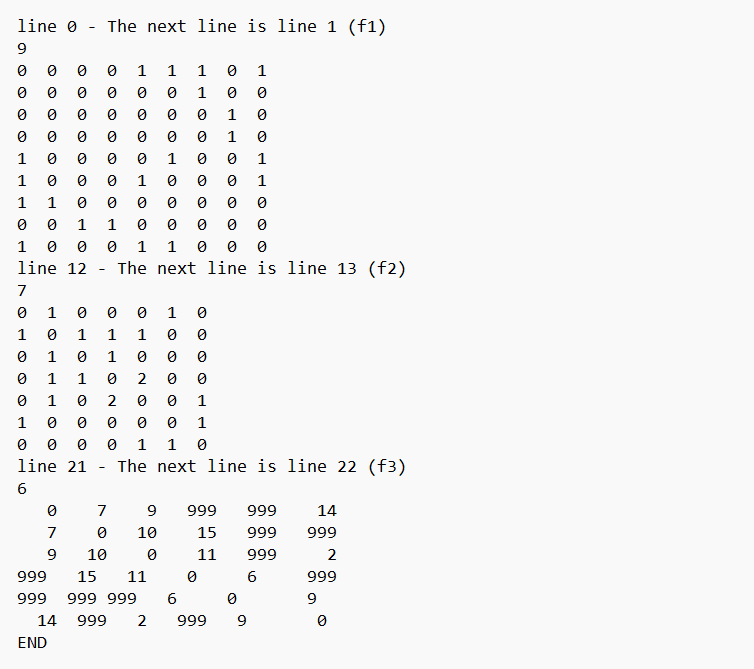 line 0 - The next line is line 1 (f1)
9
0  0  0  0  1  1  1  0  1
0  0  0  0  0  0  1  0  0
0  0  0  0  0  0  0  1  0
0  0  0  0  0  0  0  1  0
1  0  0  0  0  1  0  0  1
1  0  0  0  1  0  0  0  1
1  1  0  0  0  0  0  0  0
0  0  1  1  0  0  0  0  0
1  0  0  0  1  1  0  0  0
line 12 - The next line is line 13 (f2)
7
0  1  0  0  0  1  0
1  0  1  1  1  0  0
0  1  0  1  0  0  0
0  1  1  0  2  0  0
0  1  0  2  0  0  1
1  0  0  0  0  0  1
0  0  0  0  1  1  0
line 21 - The next line is line 22 (f3)
6
   0    7    9   999   999    14
   7    0   10    15   999   999
   9   10    0    11   999     2
999   15   11    0     6     999
999  999 999   6     0       9
  14  999   2   999   9       0
END